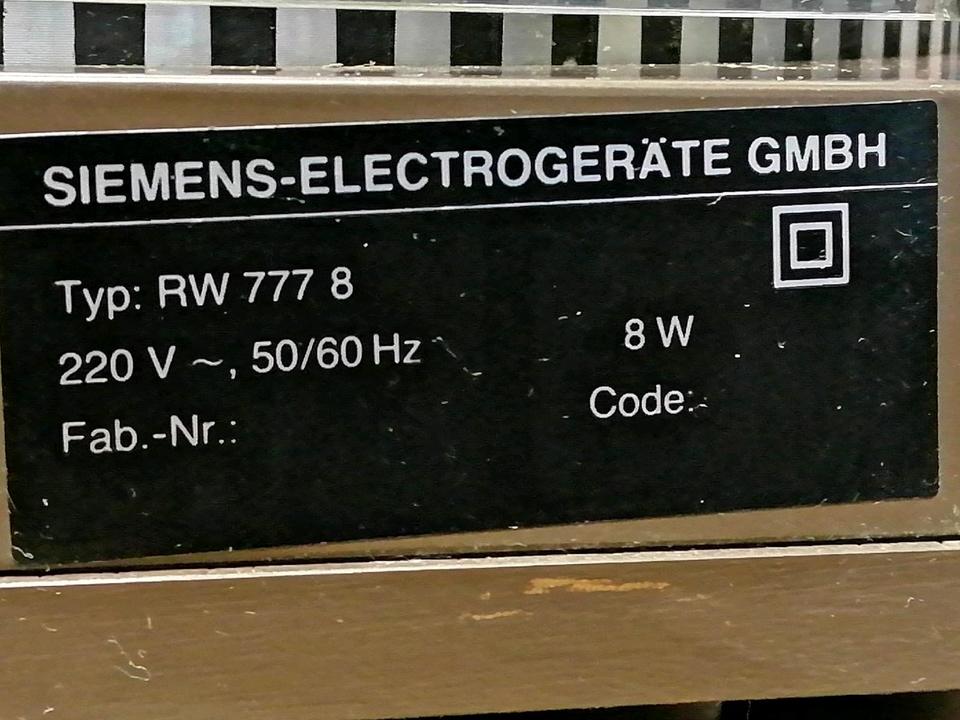 SIEMENS-ELECTROGERÄTE GMBH
Typ: RW 777 8
220 V ~, 50/60 Hz 8 W
Fab.-Nr.: Code: